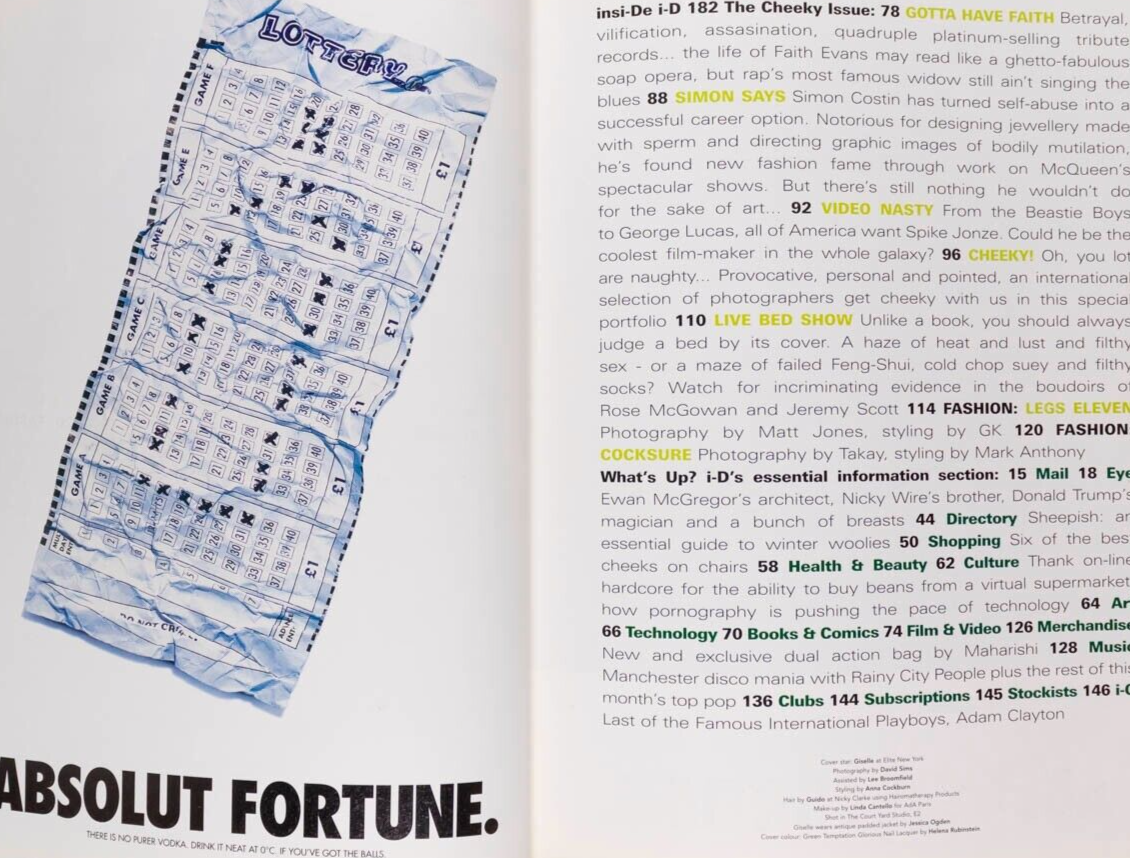 LOTTERY
GAME F
GAME E
GAME C
GAME B
GAME A
£3
£3
£3
£3
£3
DO NOT
ABSOLUT FORTUNE.
THERE IS NO PURER VODKA. DRINK IT NEAT AT 0°C. IF YOU'VE GOT THE BALLS.
insi-De i-D 182 The Cheeky Issue: 78 GOTTA HAVE FAITH Betrayal,
vilification, assasination, quadruple platinum-selling tribute
records... the life of Faith Evans may read like a ghetto-fabulous
soap opera, but rap's most famous widow still ain't singing the
blues 88 SIMON SAYS Simon Costin has turned self-abuse into a
successful career option. Notorious for designing jewellery made
with sperm and directing graphic images of bodily mutilation,
he's found new fashion fame through work on McQueen's
spectacular shows. But there's still nothing he wouldn't do
for the sake of art... 92 VIDEO NASTY From the Beastie Boys
to George Lucas, all of America want Spike Jonze. Could he be the
coolest film-maker in the whole galaxy? 96 CHEEKY! Oh, you lot
are naughty... Provocative, personal and pointed, an international
selection of photographers get cheeky with us in this special
portfolio 110 LIVE BED SHOW Unlike a book, you should always
judge a bed by its cover. A haze of heat and lust and filthy
sex - or a maze of failed Feng-Shui, cold chop suey and filthy
socks? Watch for incriminating evidence in the boudoirs of
Rose McGowan and Jeremy Scott 114 FASHION: LEGS ELEVEN
Photography by Matt Jones, styling by GK 120 FASHION:
COCKSURE Photography by Takay, styling by Mark Anthony
What's Up? i-D's essential information section: 15 Mail 18 Eye
Ewan McGregor's architect, Nicky Wire's brother, Donald Trump's
magician and a bunch of breasts 44 Directory Sheepish: an
essential guide to winter woolies 50 Shopping Six of the best
cheeks on chairs 58 Health & Beauty 62 Culture Thank on-line
hardcore for the ability to buy beans from a virtual supermarket
how pornography is pushing the pace of technology 64 Ar
66 Technology 70 Books & Comics 74 Film & Video 126 Merchandise
New and exclusive dual action bag by Maharishi 128 Music
Manchester disco mania with Rainy City People plus the rest of this
month's top pop 136 Clubs 144 Subscriptions 145 Stockists 146 i-D
Last of the Famous International Playboys, Adam Clayton
Cover star: Giselle at Elite New York
Photography by David Sims
Assisted by Lee Broomfield
Styling by Anna Cockburn
Hair by Guido at Nicky Clarke using Hairomatherapy Products
Make-up by Linda Cantello for AdA Paris
Shot in The Court Yard Studio, E2
Giselle wears antique padded jacket by Jessica Ogden
Cover colour: Green Temptation Glorious Nail Lacquer by Helena Rubinstein